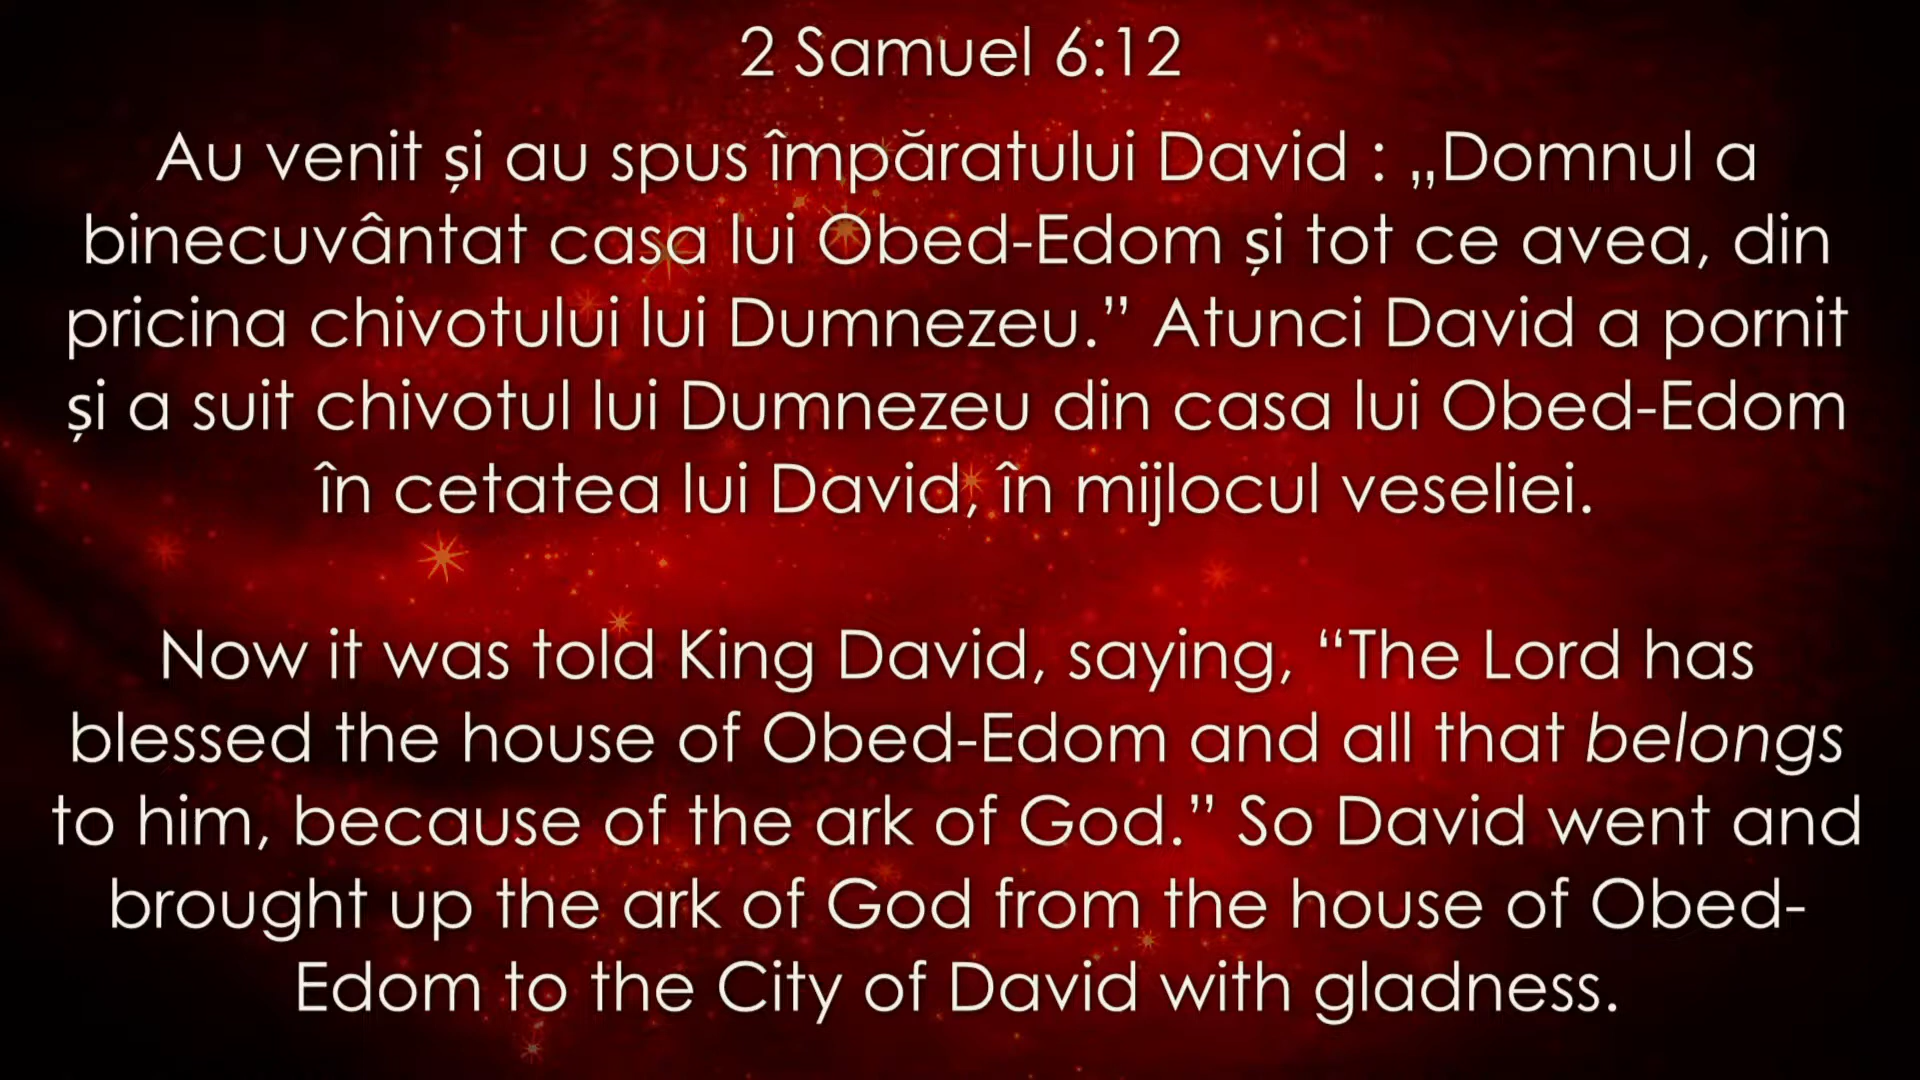 2 Samuel 6:12
Au venit și au spus împăratului David : „Domnul a
binecuvântat casa lui Obed-Edom și tot ce avea, din
pricina chivotului lui Dumnezeu.” Atunci David a pornit
și a suit chivotul lui Dumnezeu din casa lui Obed-Edom
în cetatea lui David, în mijlocul veseliei.
Now it was told King David, saying, “The Lord has
blessed the house of Obed-Edom and all that belongs
to him, because of the ark of God.” So David went and
brought up the ark of God from the house of Obed-
Edom to the City of David with gladness.